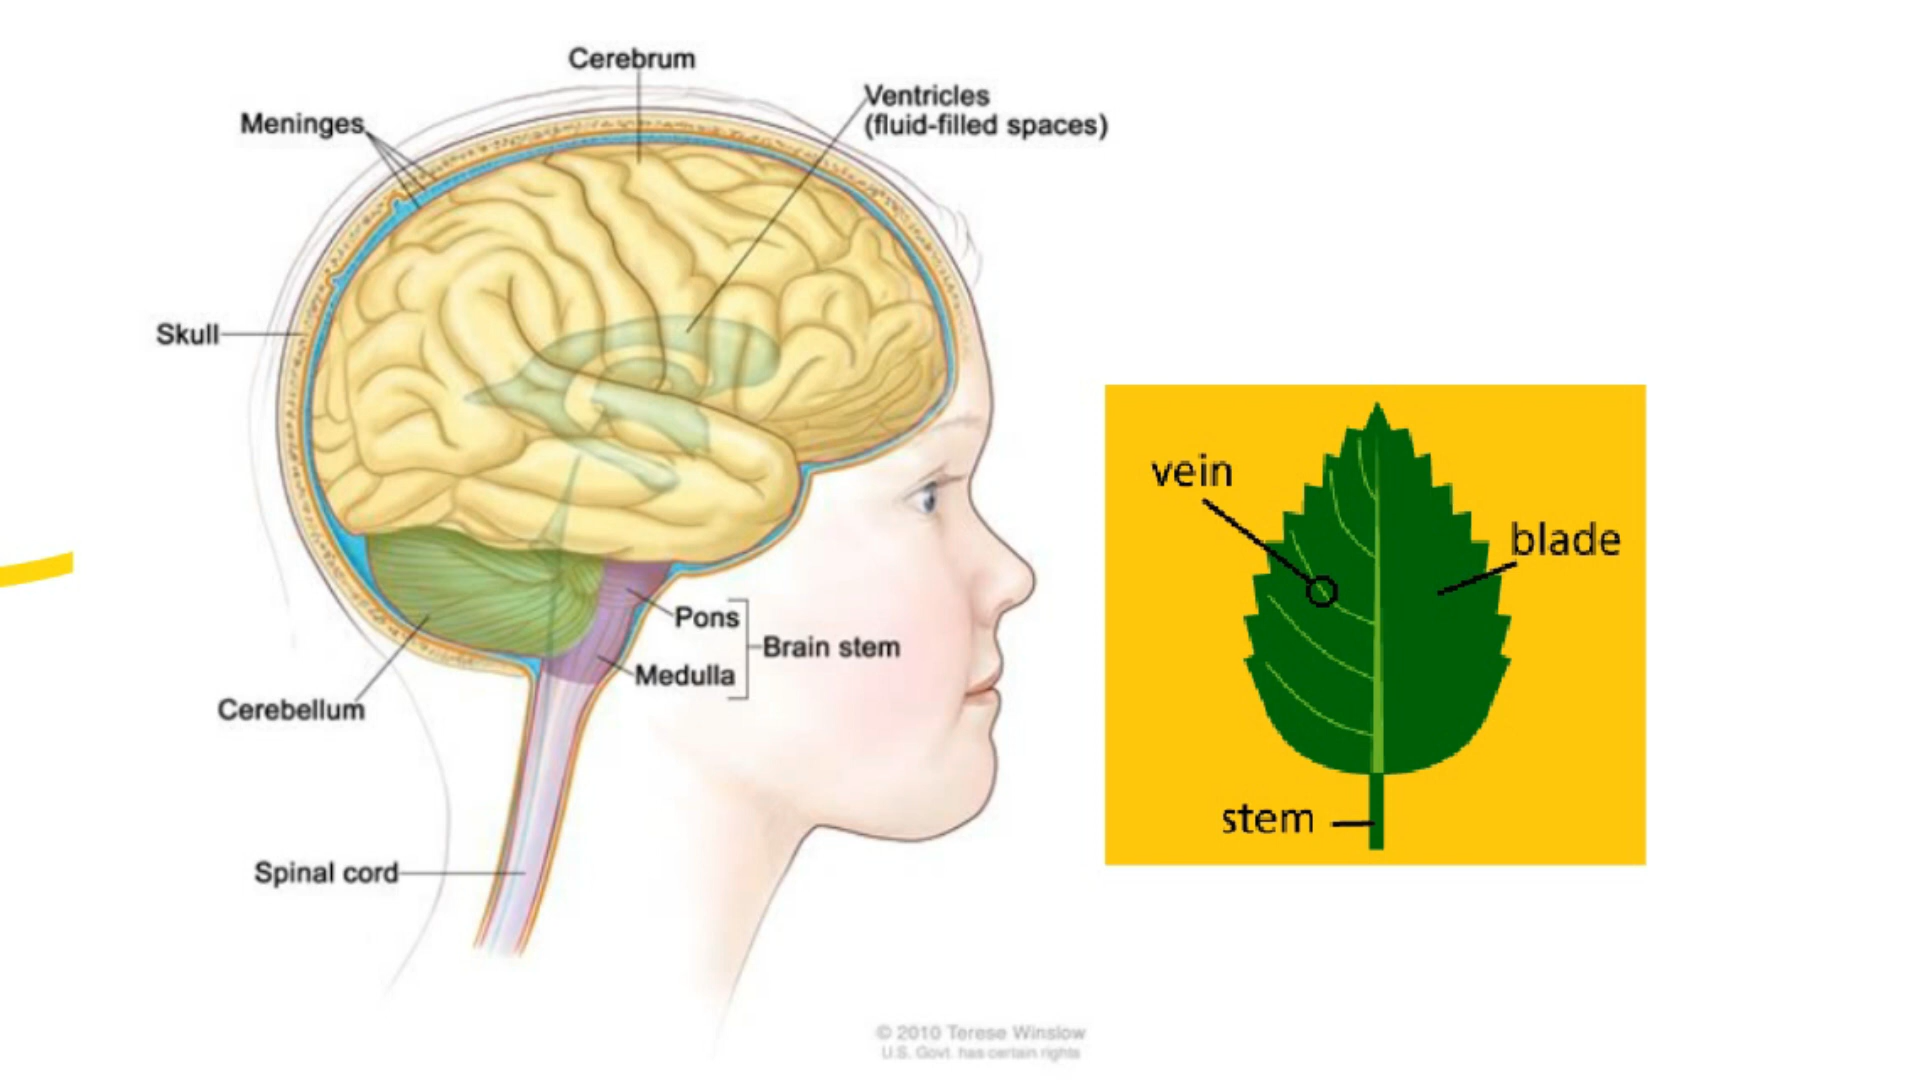 Cerebrum
Ventricles
(fluid-filled spaces)
Meninges
Skull
Pons
Brain stem
Medulla
Cerebellum
Spinal cord
© 2010 Terese Winslow
U.S. Govt. has certain rights
vein
blade
stem